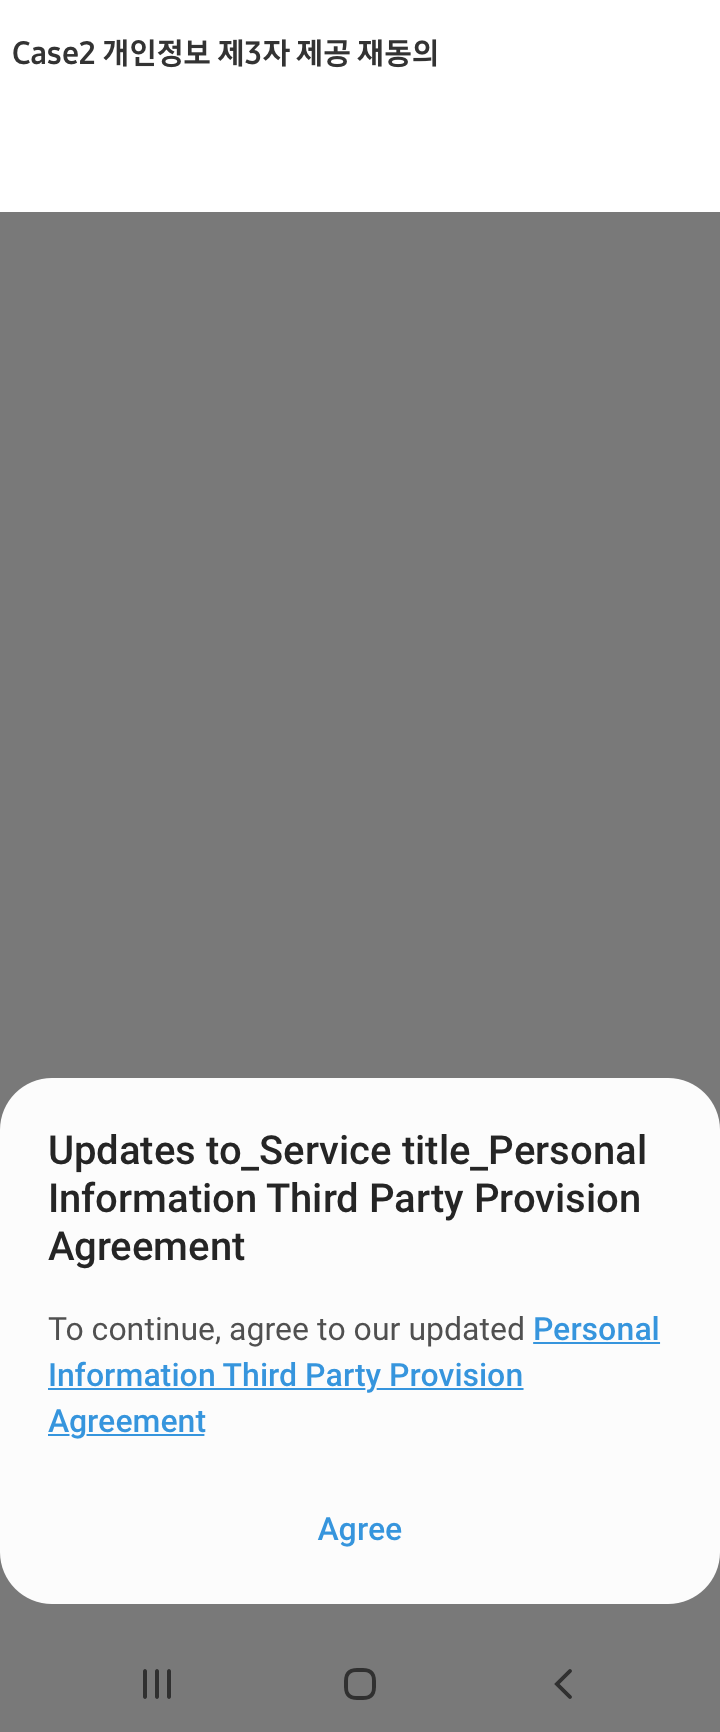 Case2 개인정보 제3자 제공 재동의
Updates to_Service title_Personal
Information Third Party Provision
Agreement
To continue, agree to our updated Personal
Information Third Party Provision
Agreement
Agree